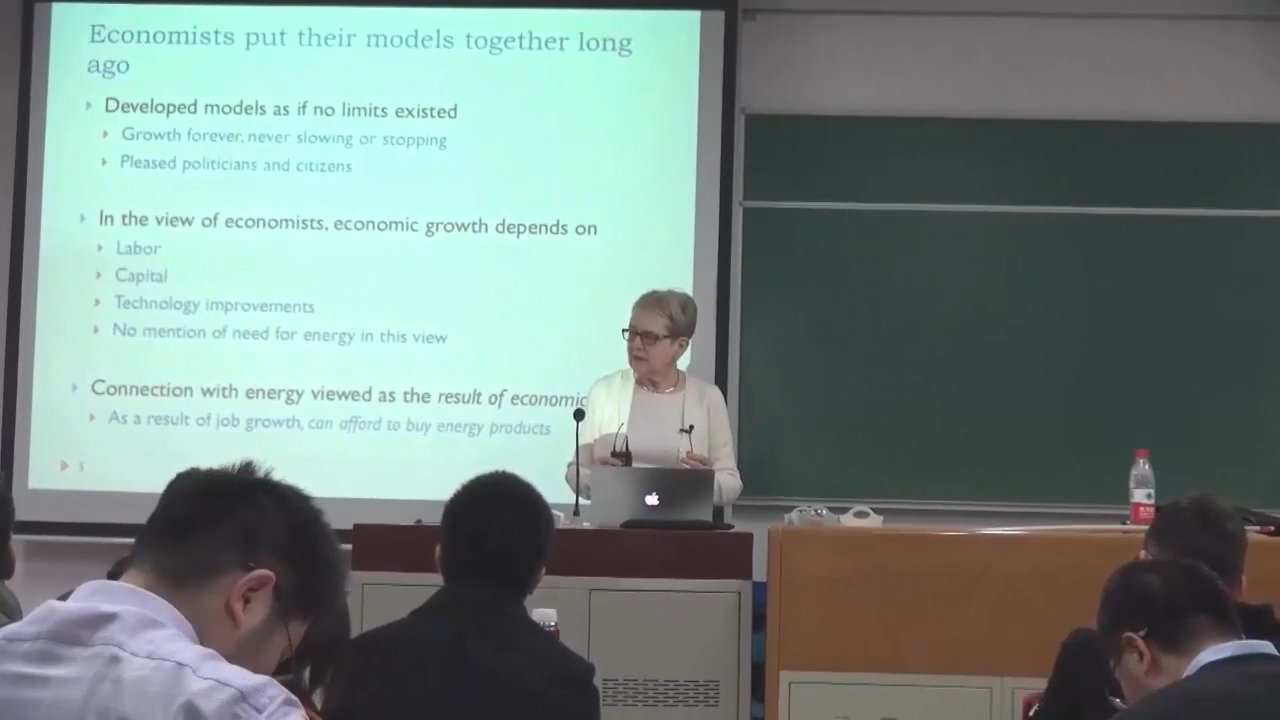 Economists put their models together long
ago
Developed models as if no limits existed
Growth forever, never slowing or stopping
Pleased politicians and citizens
In the view of economists, economic growth depends on
Labor
Capital
Technology improvements
No mention of need for energy in this view
Connection with energy viewed as the result of economic
As a result of job growth, can afford to buy energy products
5